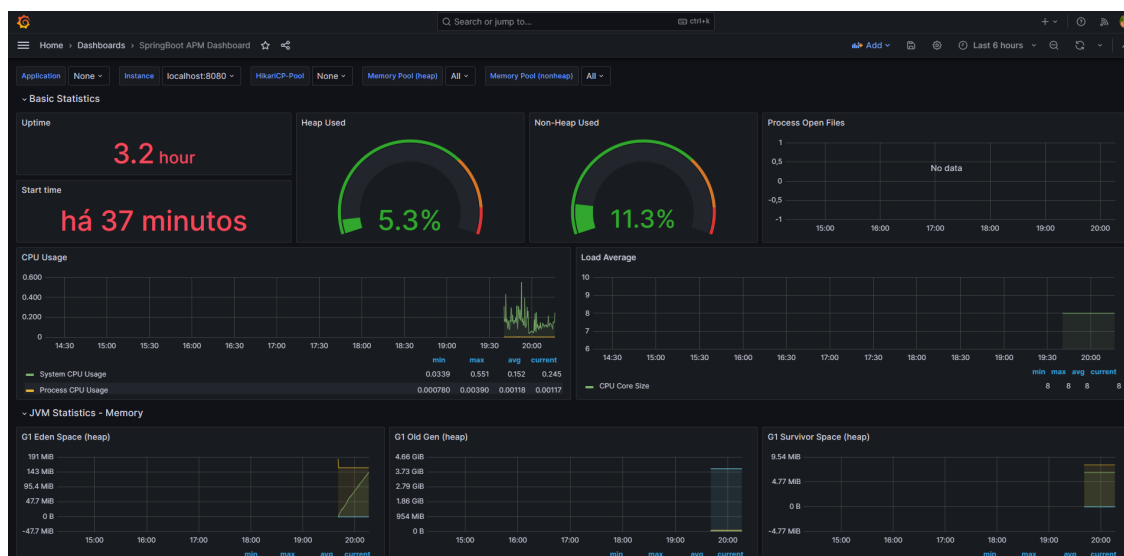 Search or jump to... ctrl+k
Home › Dashboards › SpringBoot APM Dashboard Add Last 6 hours
Application None Instance localhost:8080 HikariCP-Pool None Memory Pool (heap) All Memory Pool (nonheap) All
Basic Statistics
Uptime
3.2 hour
Start time
há 37 minutos
Heap Used
5.3%
Non-Heap Used
11.3%
Process Open Files
1
0,5
0
-0,5
-1
No data
15:00 16:00 17:00 18:00 19:00 20:00
CPU Usage
0.600
0.400
0.200
0
14:30 15:00 15:30 16:00 16:30 17:00 17:30 18:00 18:30 19:00 19:30 20:00
min max avg current
System CPU Usage 0.0339 0.551 0.152 0.245
Process CPU Usage 0.000780 0.00390 0.00118 0.00117
Load Average
10
9
8
7
6
14:30 15:00 15:30 16:00 16:30 17:00 17:30 18:00 18:30 19:00 19:30 20:00
min max avg current
CPU Core Size 8 8 8 8
JVM Statistics - Memory
G1 Eden Space (heap)
191 MiB
143 MiB
95.4 MiB
47.7 MiB
0 B
-47.7 MiB
15:00 16:00 17:00 18:00 19:00 20:00
min max avg current
G1 Old Gen (heap)
4.66 GiB
3.73 GiB
2.79 GiB
1.86 GiB
954 MiB
0 B
15:00 16:00 17:00 18:00 19:00 20:00
min max avg current
G1 Survivor Space (heap)
9.54 MiB
4.77 MiB
0 B
-4.77 MiB
15:00 16:00 17:00 18:00 19:00 20:00
min max avg current